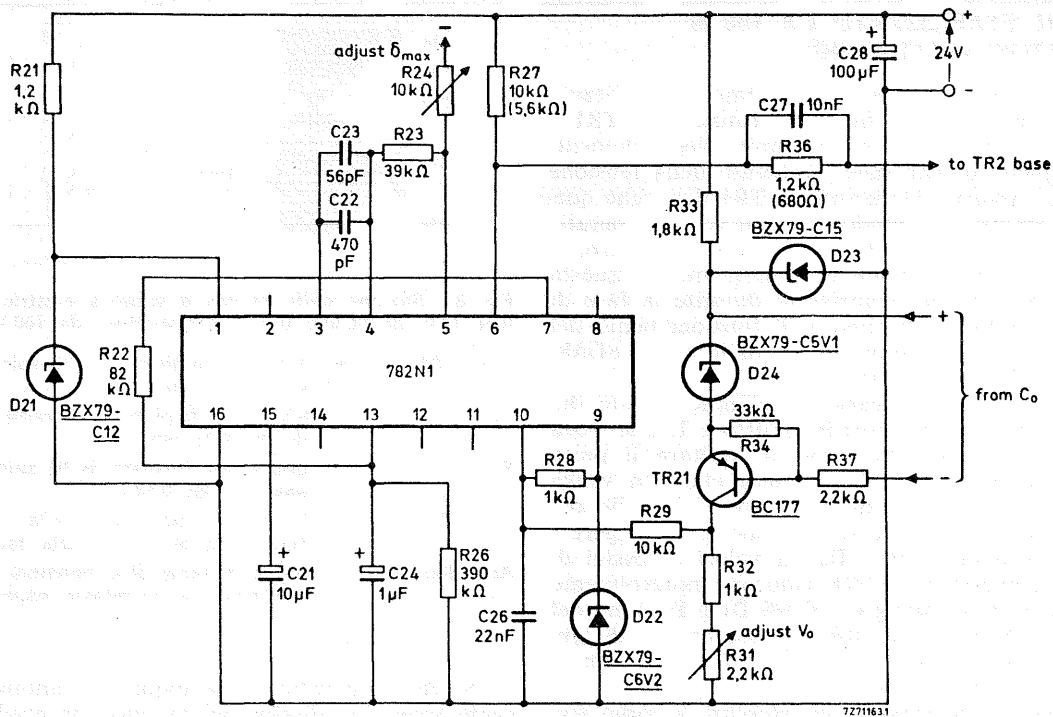 +
24V
−
C28
100µF
+
adjust δmax
−
R21
1,2
kΩ
R24
10kΩ
R27
10kΩ
(5,6kΩ)
C27
10nF
C23
56pF
R23
39kΩ
R36
1,2kΩ
(680Ω)
to TR2 base
C22
470
pF
R33
1,8kΩ
BZX79-C15
D23
1 2 3 4 5 6 7 8
782N1
16 15 14 13 12 11 10 9
D21
BZX79-
C12
R22
82
kΩ
BZX79-C5V1
D24
+
from Co
−
33kΩ
R34
TR21
BC177
R37
2,2kΩ
R28
1kΩ
R29
10kΩ
+
C21
10µF
+
C24
1µF
R26
390
kΩ
C26
22nF
D22
BZX79-
C6V2
R32
1kΩ
adjust Vo
R31
2,2kΩ
7Z71163.1